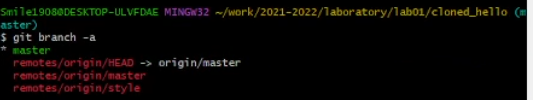 Smile19080@DESKTOP-ULVFDAE MINGW32 ~/work/2021-2022/laboratory/lab01/cloned_hello (m
aster)
$ git branch -a
* master
remotes/origin/HEAD -> origin/master
remotes/origin/master
remotes/origin/style